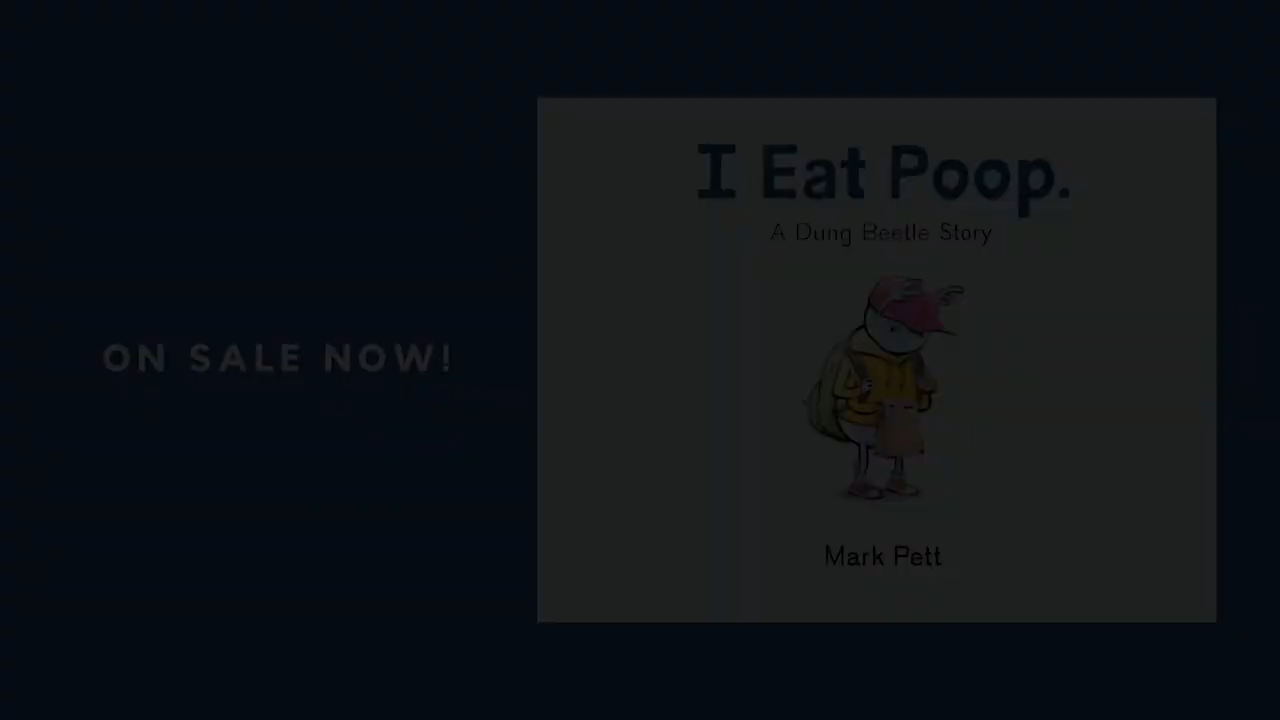 ON SALE NOW!
I Eat Poop.
A Dung Beetle Story
Mark Pett